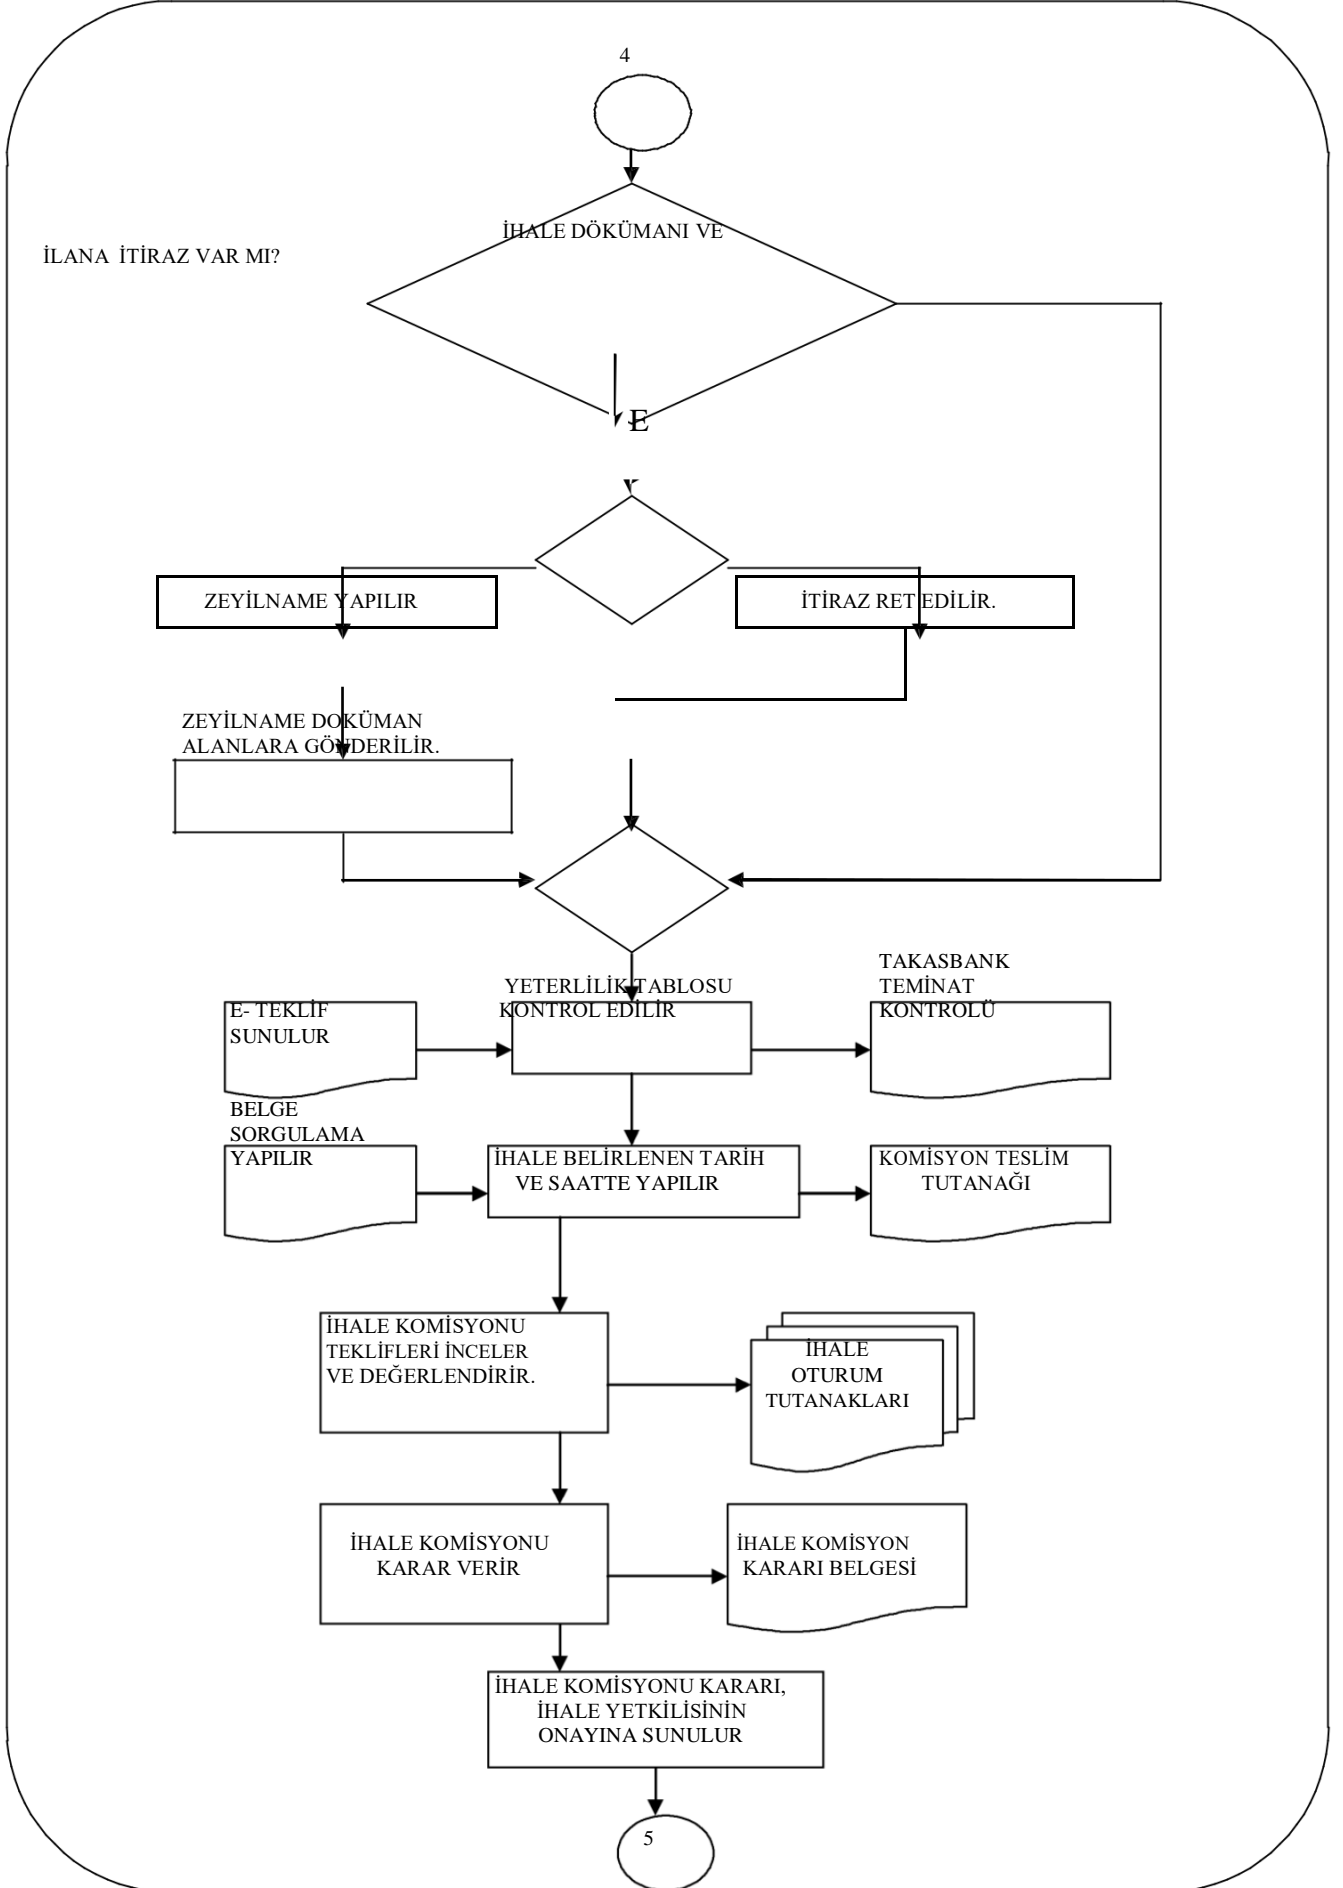 4
İHALE DÖKÜMANI VE
İLANA İTİRAZ VAR MI?
E
ZEYİLNAME YAPILIR
İTİRAZ RET EDİLİR.
ZEYİLNAME DOKÜMAN
ALANLARA GÖNDERİLİR.
E- TEKLİF
SUNULUR
YETERLİLİK TABLOSU
KONTROL EDİLİR
TAKASBANK
TEMİNAT
KONTROLÜ
BELGE
SORGULAMA
YAPILIR
İHALE BELİRLENEN TARİH
VE SAATTE YAPILIR
KOMİSYON TESLİM
TUTANAĞI
İHALE KOMİSYONU
TEKLİFLERİ İNCELER
VE DEĞERLENDİRİR.
İHALE
OTURUM
TUTANAKLARI
İHALE KOMİSYONU
KARAR VERİR
İHALE KOMİSYON
KARARI BELGESİ
İHALE KOMİSYONU KARARI,
İHALE YETKİLİSİNİN
ONAYINA SUNULUR
5